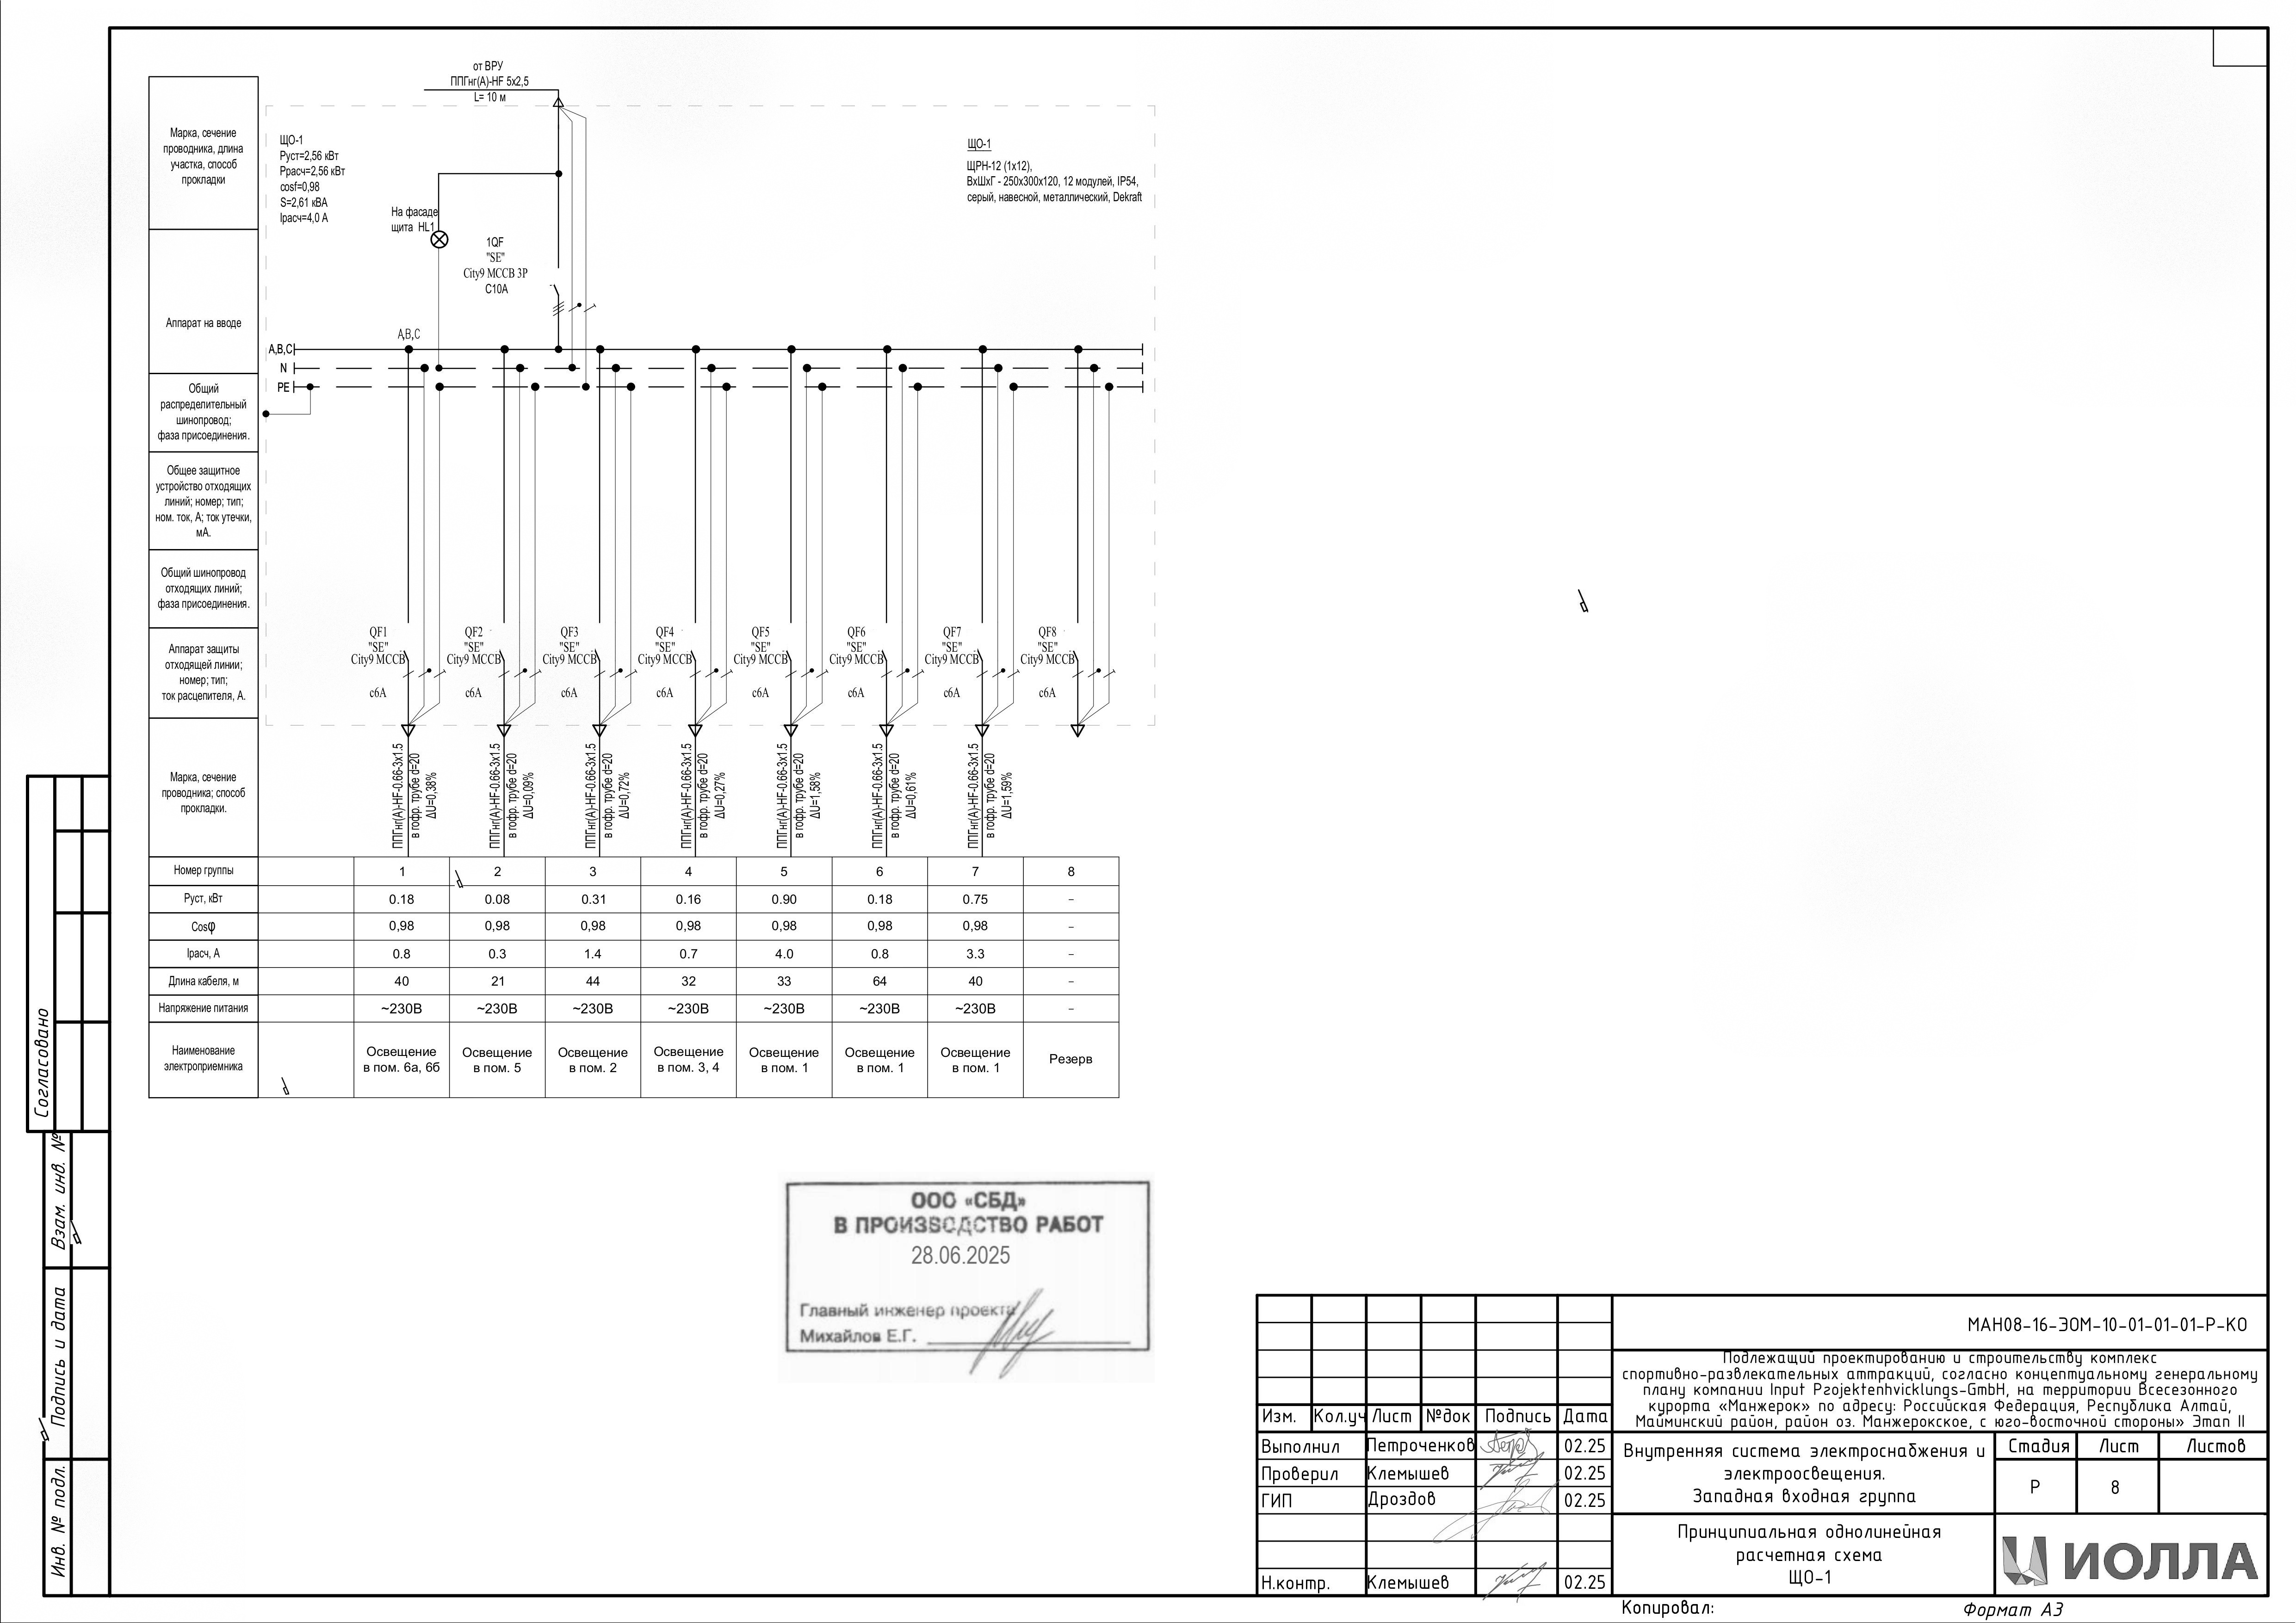 от ВРУ
ППГнг(А)-HF 5х2,5
L= 10 м
Марка, сечение
проводника, длина
участка, способ
прокладки
ЩО-1
Руст=2,56 кВт
Ррасч=2,56 кВт
cosf=0,98
S=2,61 кВА
Iрасч=4,0 А
ЩО-1
ЩРН-12 (1х12),
ВхШхГ - 250х300х120, 12 модулей, IP54,
серый, навесной, металлический, Dekraft
На фасаде
щита HL1
1QF
"SE"
City9 MCCB 3P
C10A
Аппарат на вводе
A,B,C
A,B,C
N
PE
Общий
распределительный
шинопровод;
фаза присоединения.
Общее защитное
устройство отходящих
линий; номер; тип;
ном. ток, А; ток утечки,
мА.
Общий шинопровод
отходящих линий;
фаза присоединения.
Аппарат защиты
отходящей линии;
номер; тип;
ток расцепителя, А.
QF1 QF2 QF3 QF4 QF5 QF6 QF7 QF8
"SE" "SE" "SE" "SE" "SE" "SE" "SE" "SE"
City9 MCCB City9 MCCB City9 MCCB City9 MCCB City9 MCCB City9 MCCB City9 MCCB City9 MCCB
c6A c6A c6A c6A c6A c6A c6A c6A
Марка, сечение
проводника; способ
прокладки.
ППГнг(А)-HF-0.66-3х1.5
в гофр. трубе d=20
ΔU=0,38%
ППГнг(А)-HF-0.66-3х1.5
в гофр. трубе d=20
ΔU=0,09%
ППГнг(А)-HF-0.66-3х1.5
в гофр. трубе d=20
ΔU=0,72%
ППГнг(А)-HF-0.66-3х1.5
в гофр. трубе d=20
ΔU=0,27%
ППГнг(А)-HF-0.66-3х1.5
в гофр. трубе d=20
ΔU=1,58%
ППГнг(А)-HF-0.66-3х1.5
в гофр. трубе d=20
ΔU=0,61%
ППГнг(А)-HF-0.66-3х1.5
в гофр. трубе d=20
ΔU=1,59%
Номер группы 1 2 3 4 5 6 7 8
Руст, кВт 0.18 0.08 0.31 0.16 0.90 0.18 0.75 –
Cosφ 0,98 0,98 0,98 0,98 0,98 0,98 0,98 –
Iрасч, А 0.8 0.3 1.4 0.7 4.0 0.8 3.3 –
Длина кабеля, м 40 21 44 32 33 64 40 –
Напряжение питания ~230В ~230В ~230В ~230В ~230В ~230В ~230В –
Наименование
электроприемника
Освещение
в пом. 6а, 6б
Освещение
в пом. 5
Освещение
в пом. 2
Освещение
в пом. 3, 4
Освещение
в пом. 1
Освещение
в пом. 1
Освещение
в пом. 1
Резерв
Согласовано
Взам. инв. №
Подпись и дата
Инв. № подл.
ООО «СБД»
В ПРОИЗВОДСТВО РАБОТ
28.06.2025
Главный инженер проекта
Михайлов Е.Г.
МАН08-16-ЭОМ-10-01-01-01-Р-КО
Подлежащий проектированию и строительству комплекс
спортивно-развлекательных аттракций, согласно концептуальному генеральному
плану компании Input Projektenhvicklungs-GmbH, на территории Всесезонного
курорта «Манжерок» по адресу: Российская Федерация, Республика Алтай,
Майминский район, район оз. Манжерокское, с юго-восточной стороны» Этап II
Изм. Кол.уч Лист №док Подпись Дата
Выполнил Петроченков 02.25
Проверил Клемышев 02.25
ГИП Дроздов 02.25
Н.контр. Клемышев 02.25
Внутренняя система электроснабжения и
электроосвещения.
Западная входная группа
Стадия Лист Листов
Р 8
Принципиальная однолинейная
расчетная схема
ЩО-1
ИОЛЛА
Копировал:
Формат А3